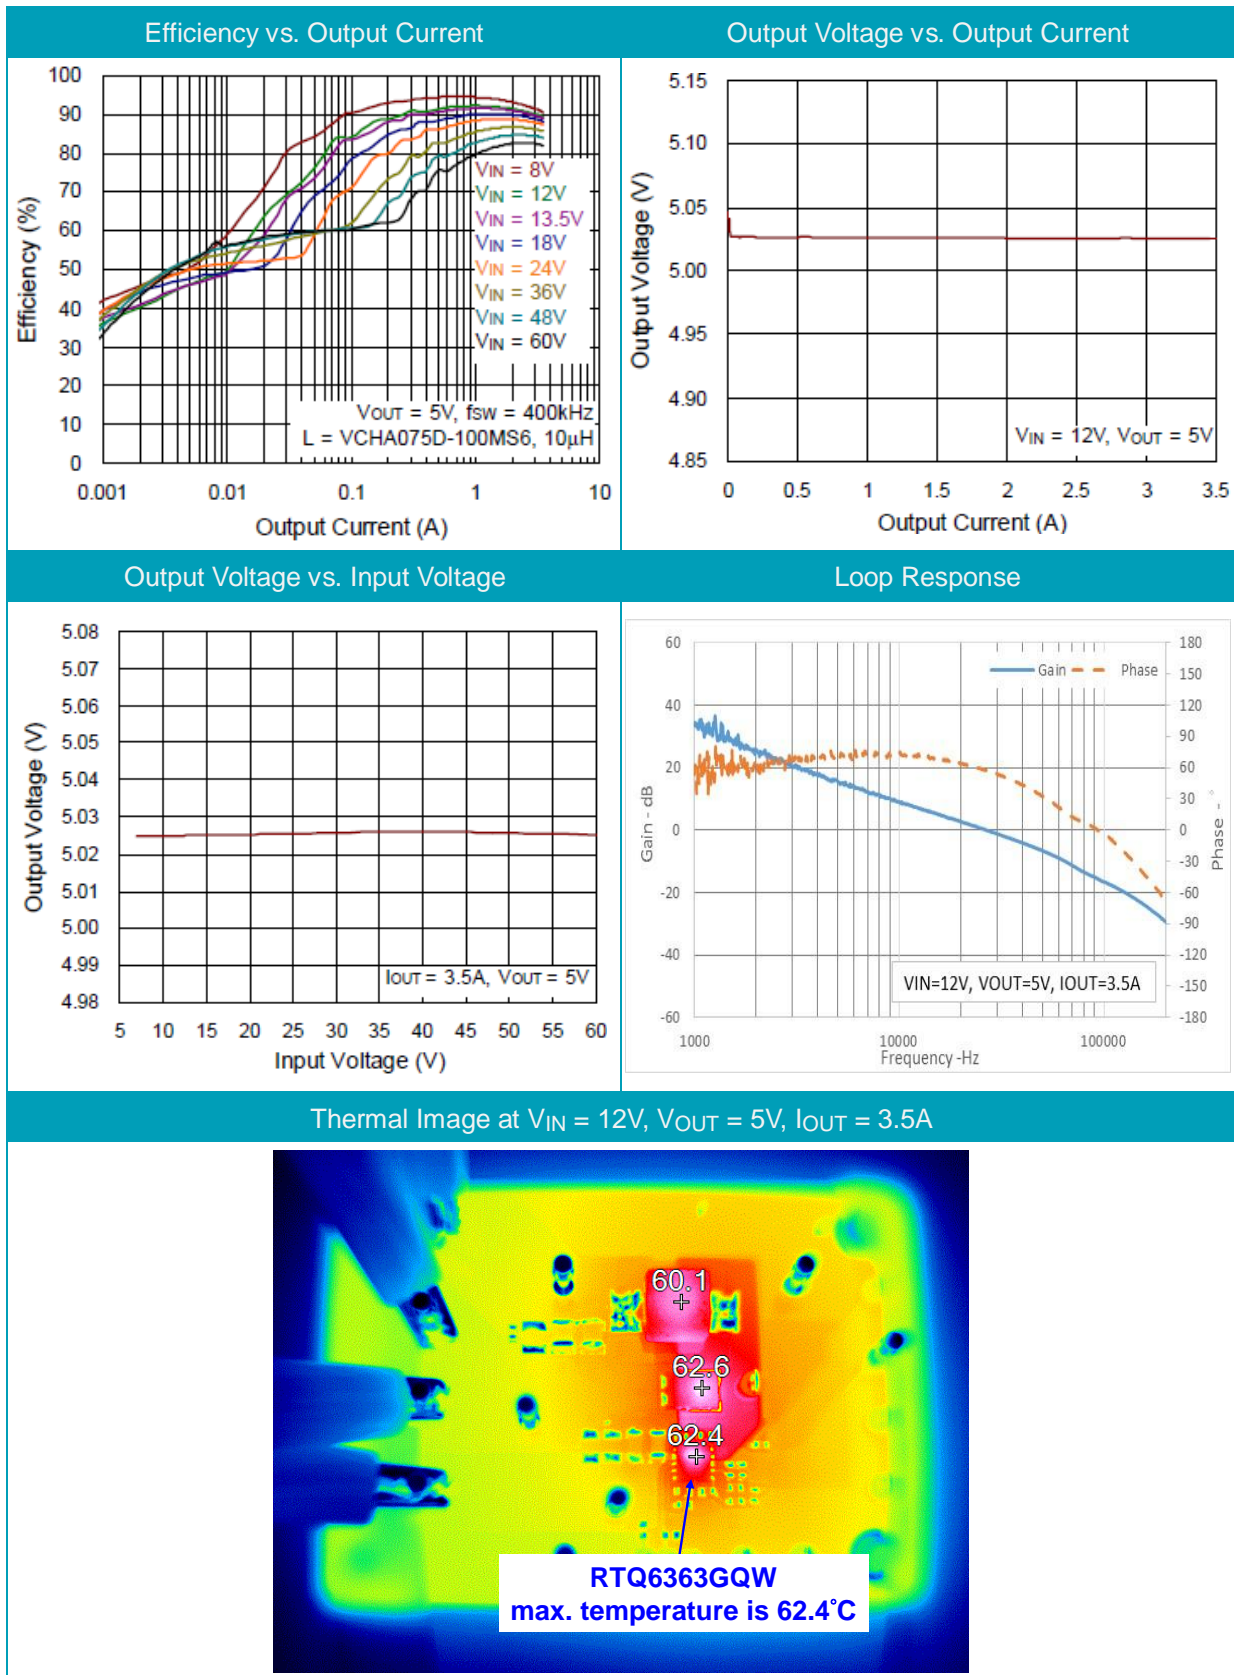 Efficiency vs. Output Current
Efficiency (%)
100
90
80
70
60
50
40
30
20
10
0
VIN = 8V
VIN = 12V
VIN = 13.5V
VIN = 18V
VIN = 24V
VIN = 36V
VIN = 48V
VIN = 60V
VOUT = 5V, fsw = 400kHz
L = VCHA075D-100MS6, 10μH
0.001 0.01 0.1 1 10
Output Current (A)
Output Voltage vs. Output Current
Output Voltage (V)
5.15
5.10
5.05
5.00
4.95
4.90
4.85
VIN = 12V, VOUT = 5V
0 0.5 1 1.5 2 2.5 3 3.5
Output Current (A)
Output Voltage vs. Input Voltage
Output Voltage (V)
5.08
5.07
5.06
5.05
5.04
5.03
5.02
5.01
5.00
4.99
4.98
IOUT = 3.5A, VOUT = 5V
5 10 15 20 25 30 35 40 45 50 55 60
Input Voltage (V)
Loop Response
Gain - dB
60
40
20
0
-20
-40
-60
Gain Phase
180
150
120
90
60
30
0
-30
-60
-90
-120
-150
-180
Phase - °
VIN=12V, VOUT=5V, IOUT=3.5A
1000 10000 100000
Frequency -Hz
Thermal Image at VIN = 12V, VOUT = 5V, IOUT = 3.5A
60.1
62.6
62.4
RTQ6363GQW
max. temperature is 62.4°C